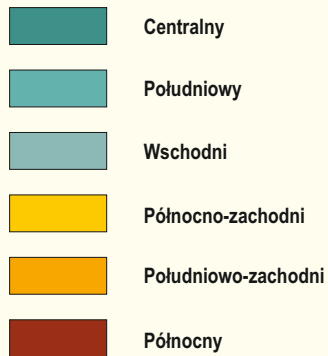 Centralny
Południowy
Wschodni
Północno-zachodni
Południowo-zachodni
Północny